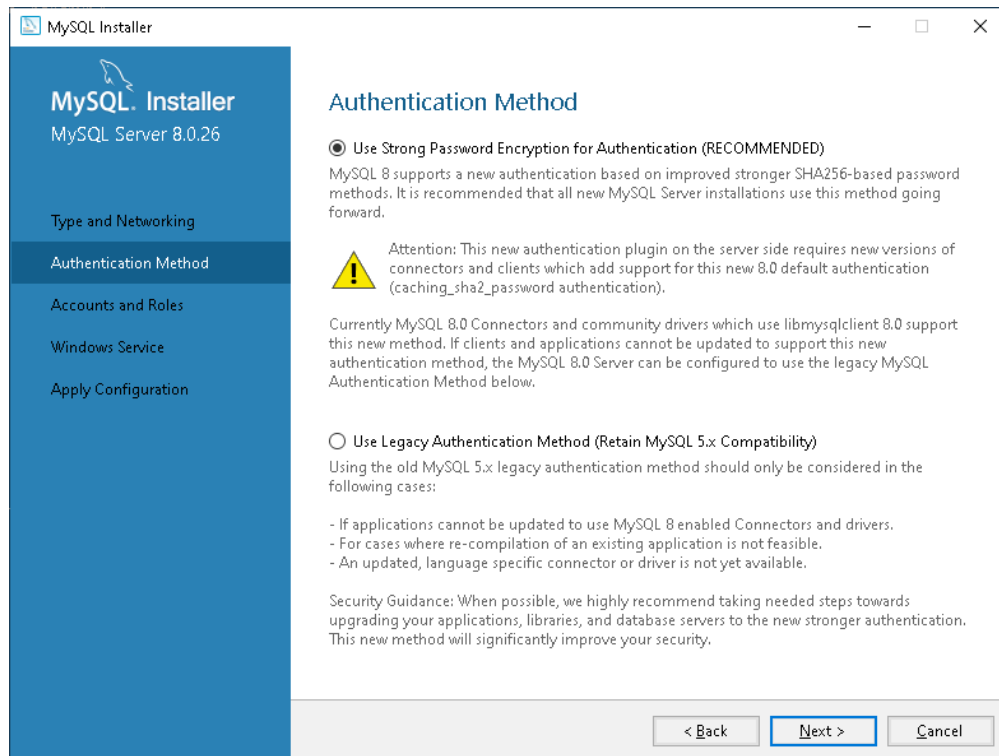 MySQL Installer
MySQL. Installer
MySQL Server 8.0.26
Type and Networking
Authentication Method
Accounts and Roles
Windows Service
Apply Configuration
Authentication Method
Use Strong Password Encryption for Authentication (RECOMMENDED)
MySQL 8 supports a new authentication based on improved stronger SHA256-based password
methods. It is recommended that all new MySQL Server installations use this method going
forward.
Attention: This new authentication plugin on the server side requires new versions of
connectors and clients which add support for this new 8.0 default authentication
(caching_sha2_password authentication).
Currently MySQL 8.0 Connectors and community drivers which use libmysqlclient 8.0 support
this new method. If clients and applications cannot be updated to support this new
authentication method, the MySQL 8.0 Server can be configured to use the legacy MySQL
Authentication Method below.
Use Legacy Authentication Method (Retain MySQL 5.x Compatibility)
Using the old MySQL 5.x legacy authentication method should only be considered in the
following cases:
- If applications cannot be updated to use MySQL 8 enabled Connectors and drivers.
- For cases where re-compilation of an existing application is not feasible.
- An updated, language specific connector or driver is not yet available.
Security Guidance: When possible, we highly recommend taking needed steps towards
upgrading your applications, libraries, and database servers to the new stronger authentication.
This new method will significantly improve your security.
< Back
Next >
Cancel